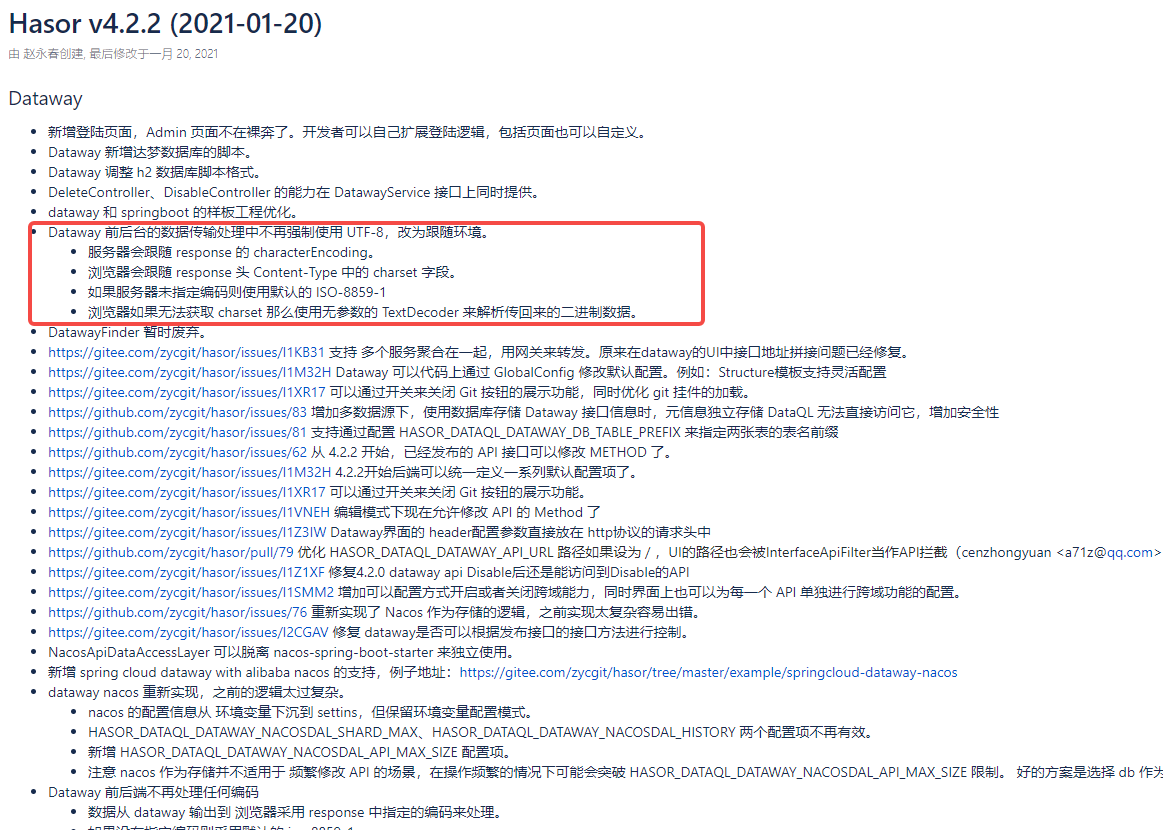 Hasor v4.2.2 (2021-01-20)
由 赵永春创建, 最后修改于一月 20, 2021
Dataway
新增登陆页面，Admin 页面不在裸奔了。开发者可以自己扩展登陆逻辑，包括页面也可以自定义。
Dataway 新增达梦数据库的脚本。
Dataway 调整 h2 数据库脚本格式。
DeleteController、DisableController 的能力在 DatawayService 接口上同时提供。
dataway 和 springboot 的样板工程优化。
Dataway 前后台的数据传输处理中不再强制使用 UTF-8，改为跟随环境。
服务器会跟随 response 的 characterEncoding。
浏览器会跟随 response 头 Content-Type 中的 charset 字段。
如果服务器未指定编码则使用默认的 ISO-8859-1
浏览器如果无法获取 charset 那么使用无参数的 TextDecoder 来解析传回来的二进制数据。
DatawayFinder 暂时废弃。
https://gitee.com/zycgit/hasor/issues/I1KB31 支持 多个服务聚合在一起，用网关来转发。原来在dataway的UI中接口地址拼接问题已经修复。
https://gitee.com/zycgit/hasor/issues/I1M32H Dataway 可以代码上通过 GlobalConfig 修改默认配置。例如：Structure模板支持灵活配置
https://gitee.com/zycgit/hasor/issues/I1XR17 可以通过开关来关闭 Git 按钮的展示功能，同时优化 git 挂件的加载。
https://github.com/zycgit/hasor/issues/83 增加多数据源下，使用数据库存储 Dataway 接口信息时，元信息独立存储 DataQL 无法直接访问它，增加安全性
https://github.com/zycgit/hasor/issues/81 支持通过配置 HASOR_DATAQL_DATAWAY_DB_TABLE_PREFIX 来指定两张表的表名前缀
https://github.com/zycgit/hasor/issues/62 从 4.2.2 开始，已经发布的 API 接口可以修改 METHOD 了。
https://gitee.com/zycgit/hasor/issues/I1M32H 4.2.2开始后端可以统一定义一系列默认配置项了。
https://gitee.com/zycgit/hasor/issues/I1XR17 可以通过开关来关闭 Git 按钮的展示功能。
https://gitee.com/zycgit/hasor/issues/I1VNEH 编辑模式下现在允许修改 API 的 Method 了
https://gitee.com/zycgit/hasor/issues/I1Z3IW Dataway界面的 header配置参数直接放在 http协议的请求头中
https://github.com/zycgit/hasor/pull/79 优化 HASOR_DATAQL_DATAWAY_API_URL 路径如果设为 / ，UI的路径也会被InterfaceApiFilter当作API拦截（cenzhongyuan <a71z@qq.com>
https://gitee.com/zycgit/hasor/issues/I1Z1XF 修复4.2.0 dataway api Disable后还是能访问到Disable的API
https://gitee.com/zycgit/hasor/issues/I1SMM2 增加可以配置方式开启或者关闭跨域能力，同时界面上也可以为每一个 API 单独进行跨域功能的配置。
https://github.com/zycgit/hasor/issues/76 重新实现了 Nacos 作为存储的逻辑，之前实现太复杂容易出错。
https://gitee.com/zycgit/hasor/issues/I2CGAV 修复 dataway是否可以根据发布接口的接口方法进行控制。
NacosApiDataAccessLayer 可以脱离 nacos-spring-boot-starter 来独立使用。
新增 spring cloud dataway with alibaba nacos 的支持，例子地址：https://gitee.com/zycgit/hasor/tree/master/example/springcloud-dataway-nacos
dataway nacos 重新实现，之前的逻辑太过复杂。
nacos 的配置信息从 环境变量下沉到 settins，但保留环境变量配置模式。
HASOR_DATAQL_DATAWAY_NACOSDAL_SHARD_MAX、HASOR_DATAQL_DATAWAY_NACOSDAL_HISTORY 两个配置项不再有效。
新增 HASOR_DATAQL_DATAWAY_NACOSDAL_API_MAX_SIZE 配置项。
注意 nacos 作为存储并不适用于 频繁修改 API 的场景，在操作频繁的情况下可能会突破 HASOR_DATAQL_DATAWAY_NACOSDAL_API_MAX_SIZE 限制。 好的方案是选择 db 作为
Dataway 前后端不再处理任何编码
数据从 dataway 输出到 浏览器采用 response 中指定的编码来处理。